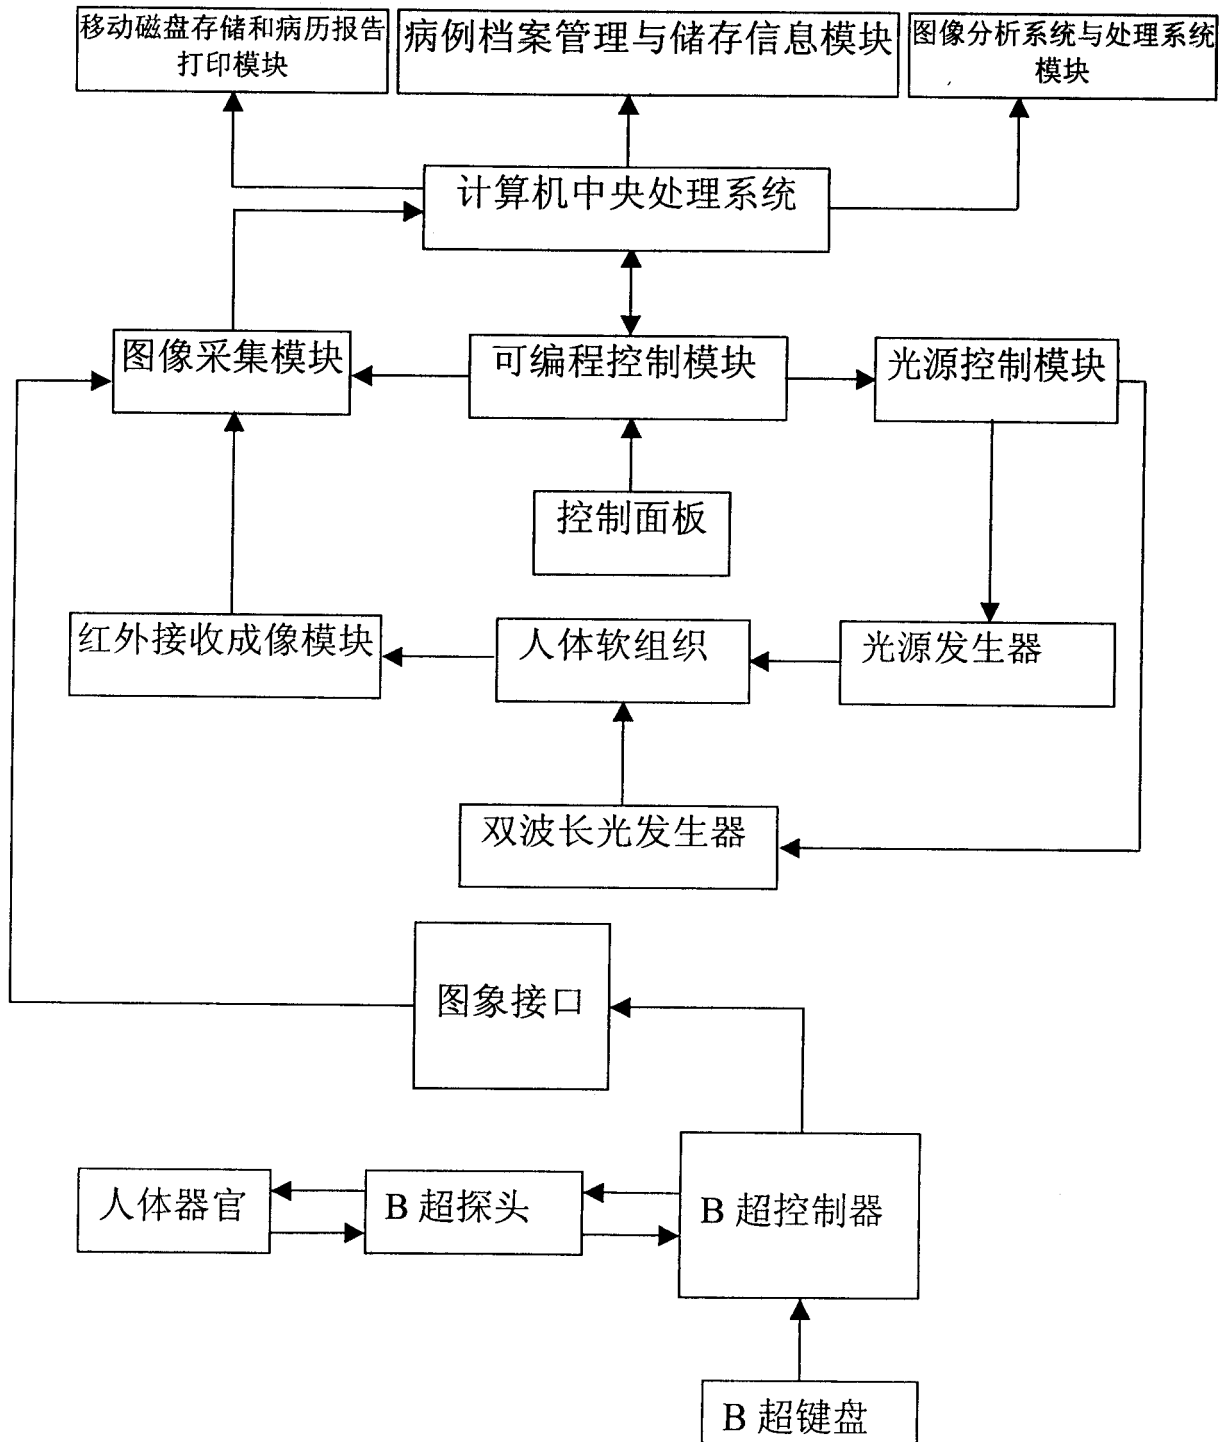 移动磁盘存储和病历报告
打印模块
病例档案管理与储存信息模块
图像分析系统与处理系统
模块
计算机中央处理系统
图像采集模块
可编程控制模块
光源控制模块
控制面板
红外接收成像模块
人体软组织
光源发生器
双波长光发生器
图象接口
人体器官
B 超探头
B 超控制器
B 超键盘